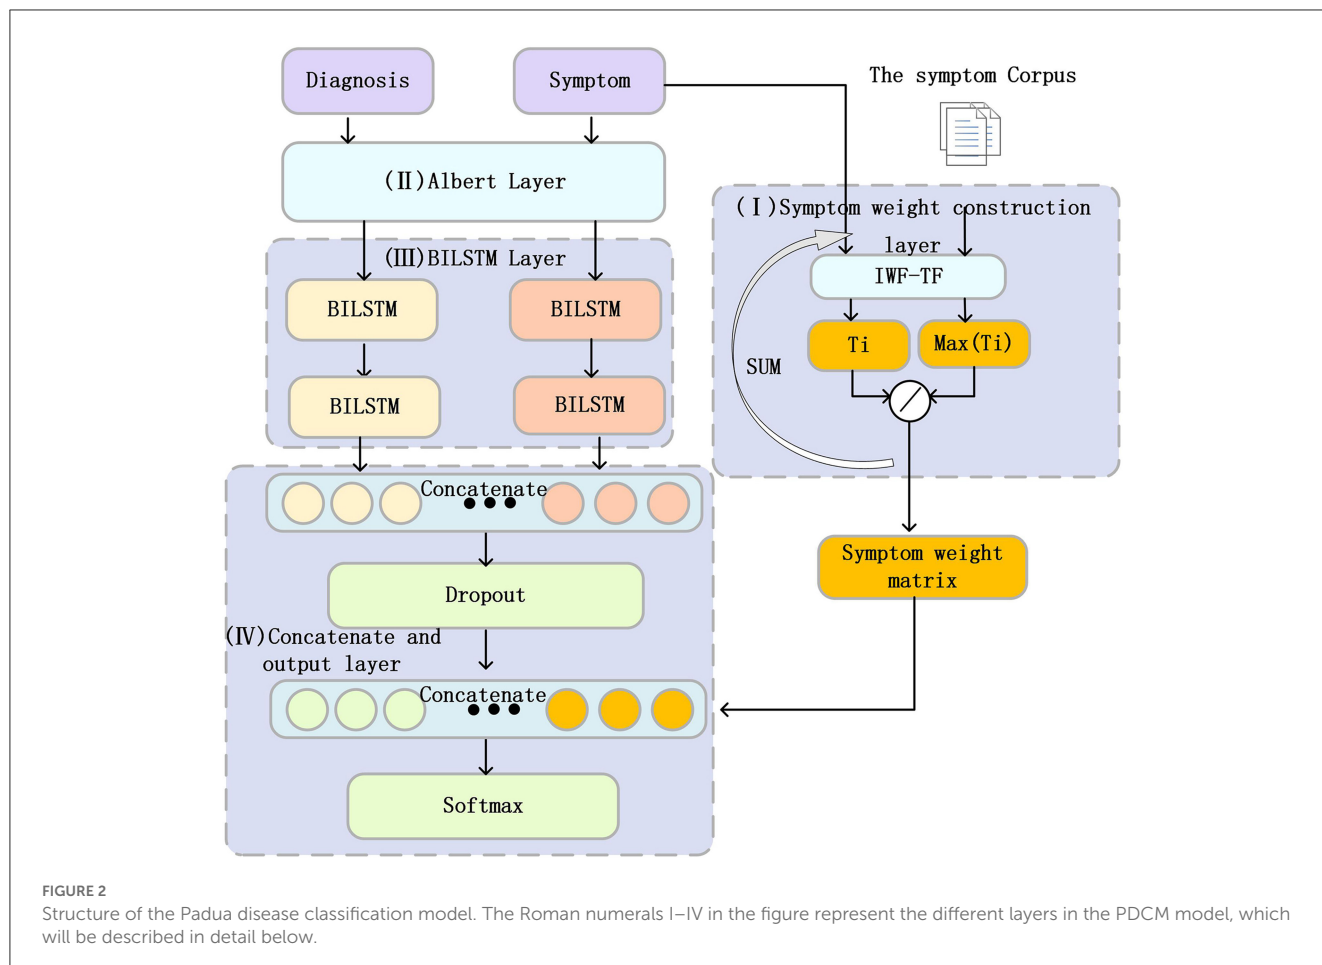 Diagnosis
Symptom
The symptom Corpus
(Ⅱ)Albert Layer
(Ⅰ)Symptom weight construction
layer
(Ⅲ)BILSTM Layer
IWF-TF
BILSTM
BILSTM
Ti
Max(Ti)
SUM
BILSTM
BILSTM
Concatenate
Symptom weight
matrix
Dropout
(Ⅳ)Concatenate and
output layer
Concatenate
Softmax
FIGURE 2
Structure of the Padua disease classification model. The Roman numerals I–IV in the figure represent the different layers in the PDCM model, which
will be described in detail below.